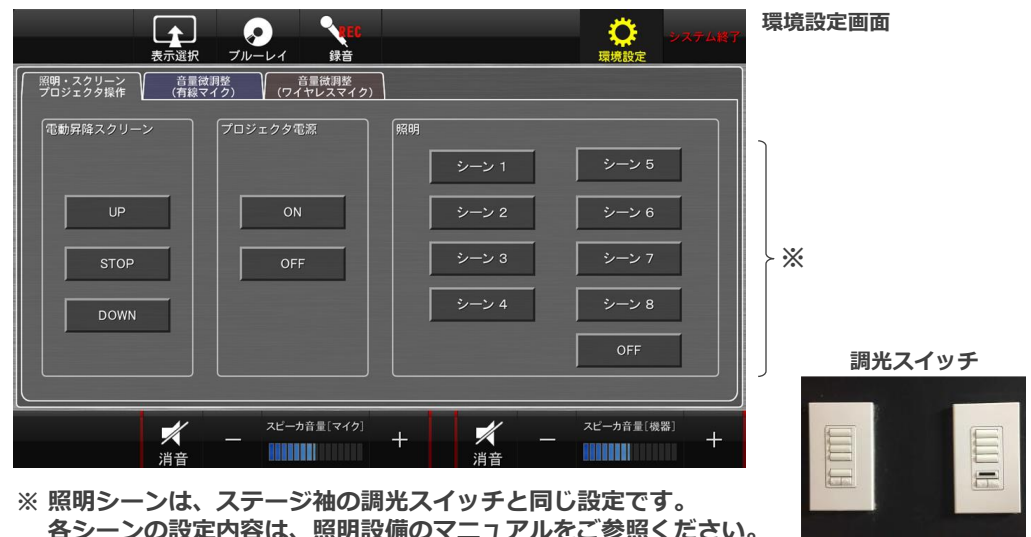 環境設定画面
表示選択
ブルーレイ
REC
録音
環境設定
システム終了
照明・スクリーン
プロジェクタ操作
音量微調整
(有線マイク)
音量微調整
(ワイヤレスマイク)
電動昇降スクリーン
UP
STOP
DOWN
プロジェクタ電源
ON
OFF
照明
シーン 1
シーン 2
シーン 3
シーン 4
シーン 5
シーン 6
シーン 7
シーン 8
OFF
※
調光スイッチ
消音
スピーカ音量[マイク]
－
＋
消音
スピーカ音量[機器]
－
＋
※ 照明シーンは、ステージ袖の調光スイッチと同じ設定です。
各シーンの設定内容は、照明設備のマニュアルをご参照ください。